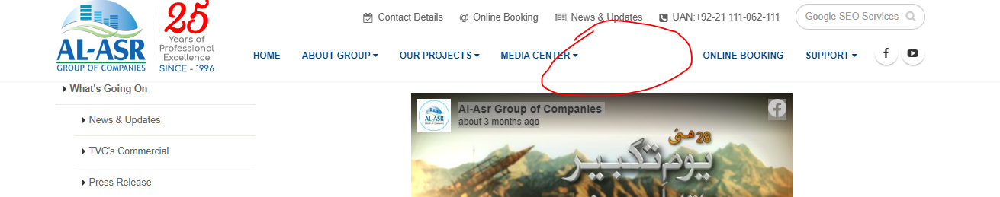 AL-ASR
GROUP OF COMPANIES
25
Years of
Professional
Excellence
SINCE - 1996
Contact Details
@ Online Booking
News & Updates
UAN:+92-21 111-062-111
Google SEO Services
HOME
ABOUT GROUP
OUR PROJECTS
MEDIA CENTER
ONLINE BOOKING
SUPPORT
What's Going On
News & Updates
TVC's Commercial
Press Release
AL-ASR
Al-Asr Group of Companies
about 3 months ago
28 مئی
یومِ تکبیر